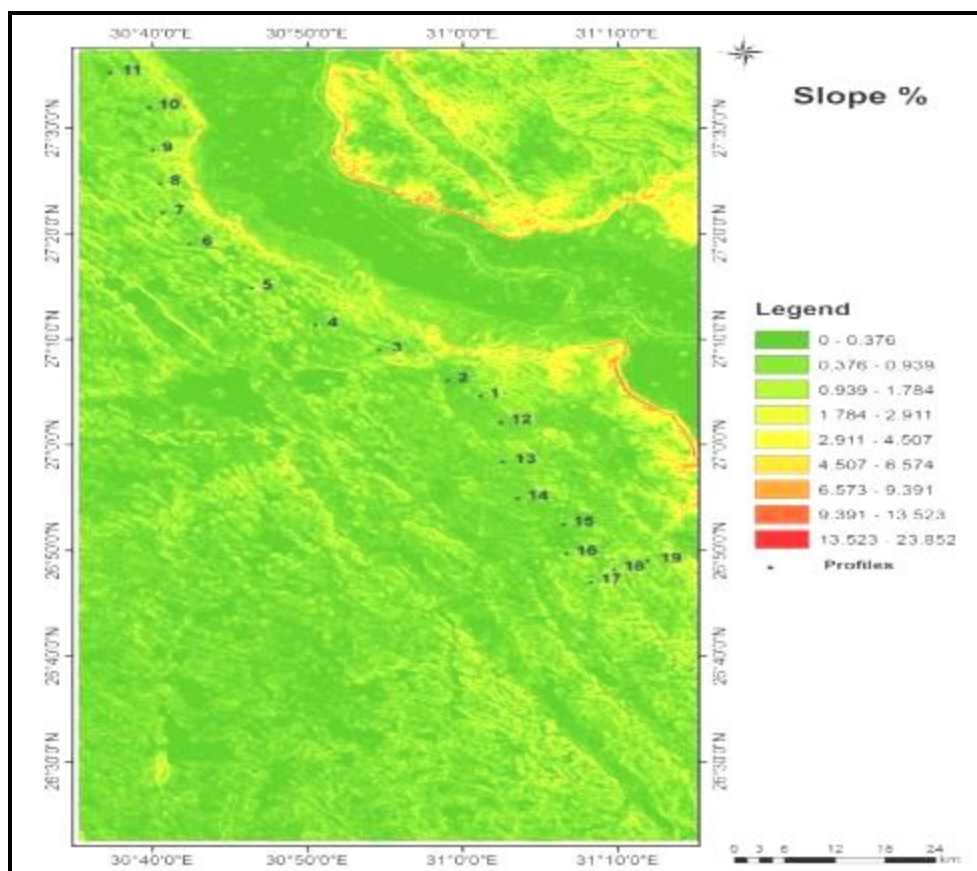 30°40'0"E 30°50'0"E 31°0'0"E 31°10'0"E
Slope %
27°30'0"N 27°30'0"N
27°20'0"N 27°20'0"N
27°10'0"N 27°10'0"N
27°0'0"N 27°0'0"N
26°50'0"N 26°50'0"N
26°40'0"N 26°40'0"N
26°30'0"N 26°30'0"N
11
10
9
8
7
6
5
4
3
2
1
12
13
14
15
16
19
18
17
Legend
0 - 0.376
0.376 - 0.939
0.939 - 1.784
1.784 - 2.911
2.911 - 4.507
4.507 - 6.574
6.573 - 9.391
9.391 - 13.523
13.523 - 23.852
Profiles
30°40'0"E 30°50'0"E 31°0'0"E 31°10'0"E
0 3 6 12 18 24
km